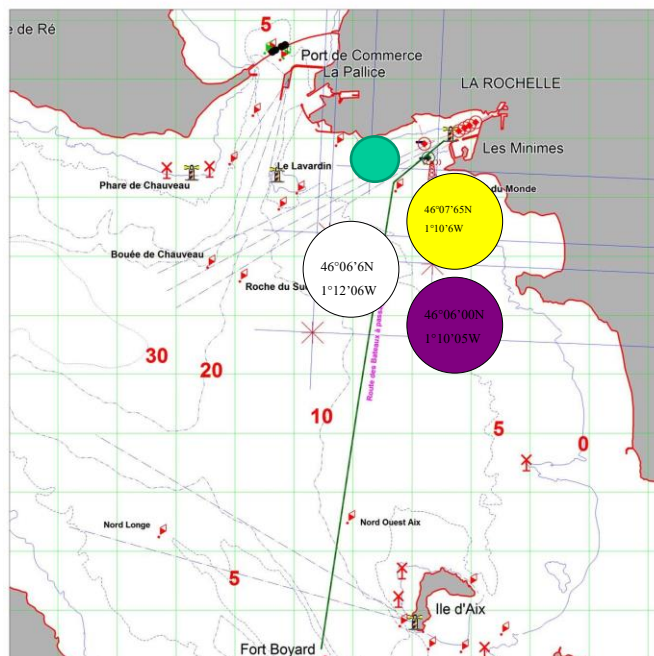 5
e de Ré
Port de Commerce
La Pallice
LA ROCHELLE
Les Minimes
Le Lavardin
Phare de Chauveau
du Monde
46°07'65N
1°10'6W
Bouée de Chauveau
46°06'6N
1°12'06W
Roche du Su
46°06'00N
1°10'05W
Route des Bateaux à pass
30
20
10
5
0
Nord Longe
Nord Ouest Aix
5
Ile d'Aix
Fort Boyard